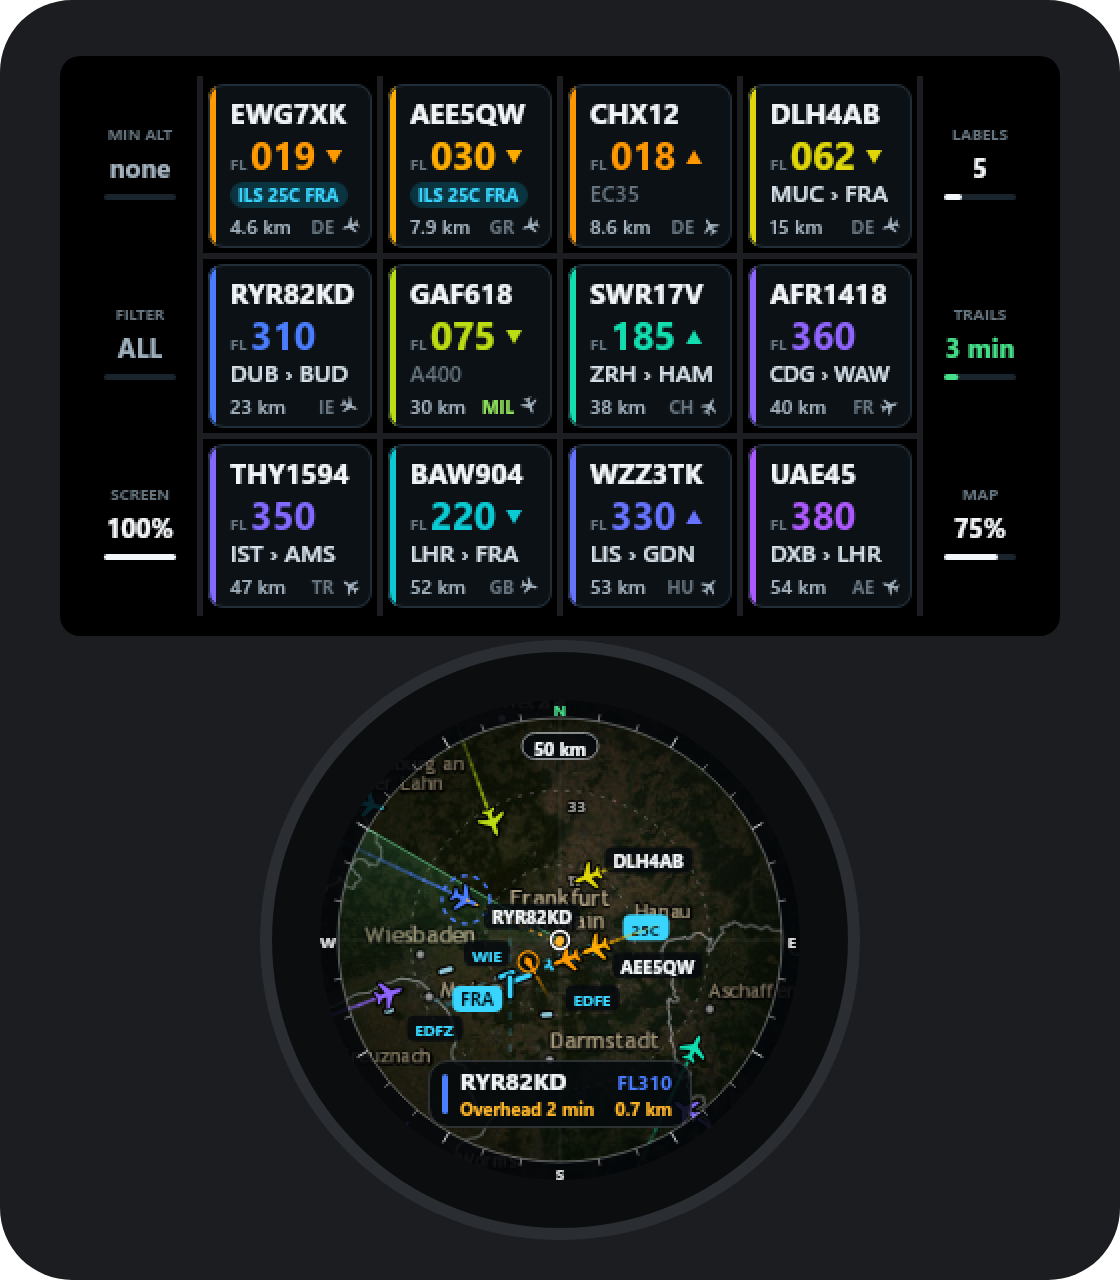 MIN ALT
none
EWG7XK
FL 019 ▼
ILS 25C FRA
4.6 km DE
AEE5QW
FL 030 ▼
ILS 25C FRA
7.9 km GR
CHX12
FL 018 ▲
EC35
8.6 km DE
DLH4AB
FL 062 ▼
MUC › FRA
15 km DE
LABELS
5
FILTER
ALL
RYR82KD
FL 310
DUB › BUD
23 km IE
GAF618
FL 075 ▼
A400
30 km MIL
SWR17V
FL 185 ▲
ZRH › HAM
38 km CH
AFR1418
FL 360
CDG › WAW
40 km FR
TRAILS
3 min
SCREEN
100%
THY1594
FL 350
IST › AMS
47 km TR
BAW904
FL 220 ▼
LHR › FRA
52 km GB
WZZ3TK
FL 330 ▲
LIS › GDN
53 km HU
UAE45
FL 380
DXB › LHR
54 km AE
MAP
75%
N
50 km
g an
Lahn
33
DLH4AB
Frankfurt
RYR82KD
ain
Hanau
25C
Wiesbaden
W
E
WIE
AEE5QW
FRA
EDFE
Aschaff
EDFZ
Darmstadt
uznach
RYR82KD FL310
Overhead 2 min 0.7 km
S